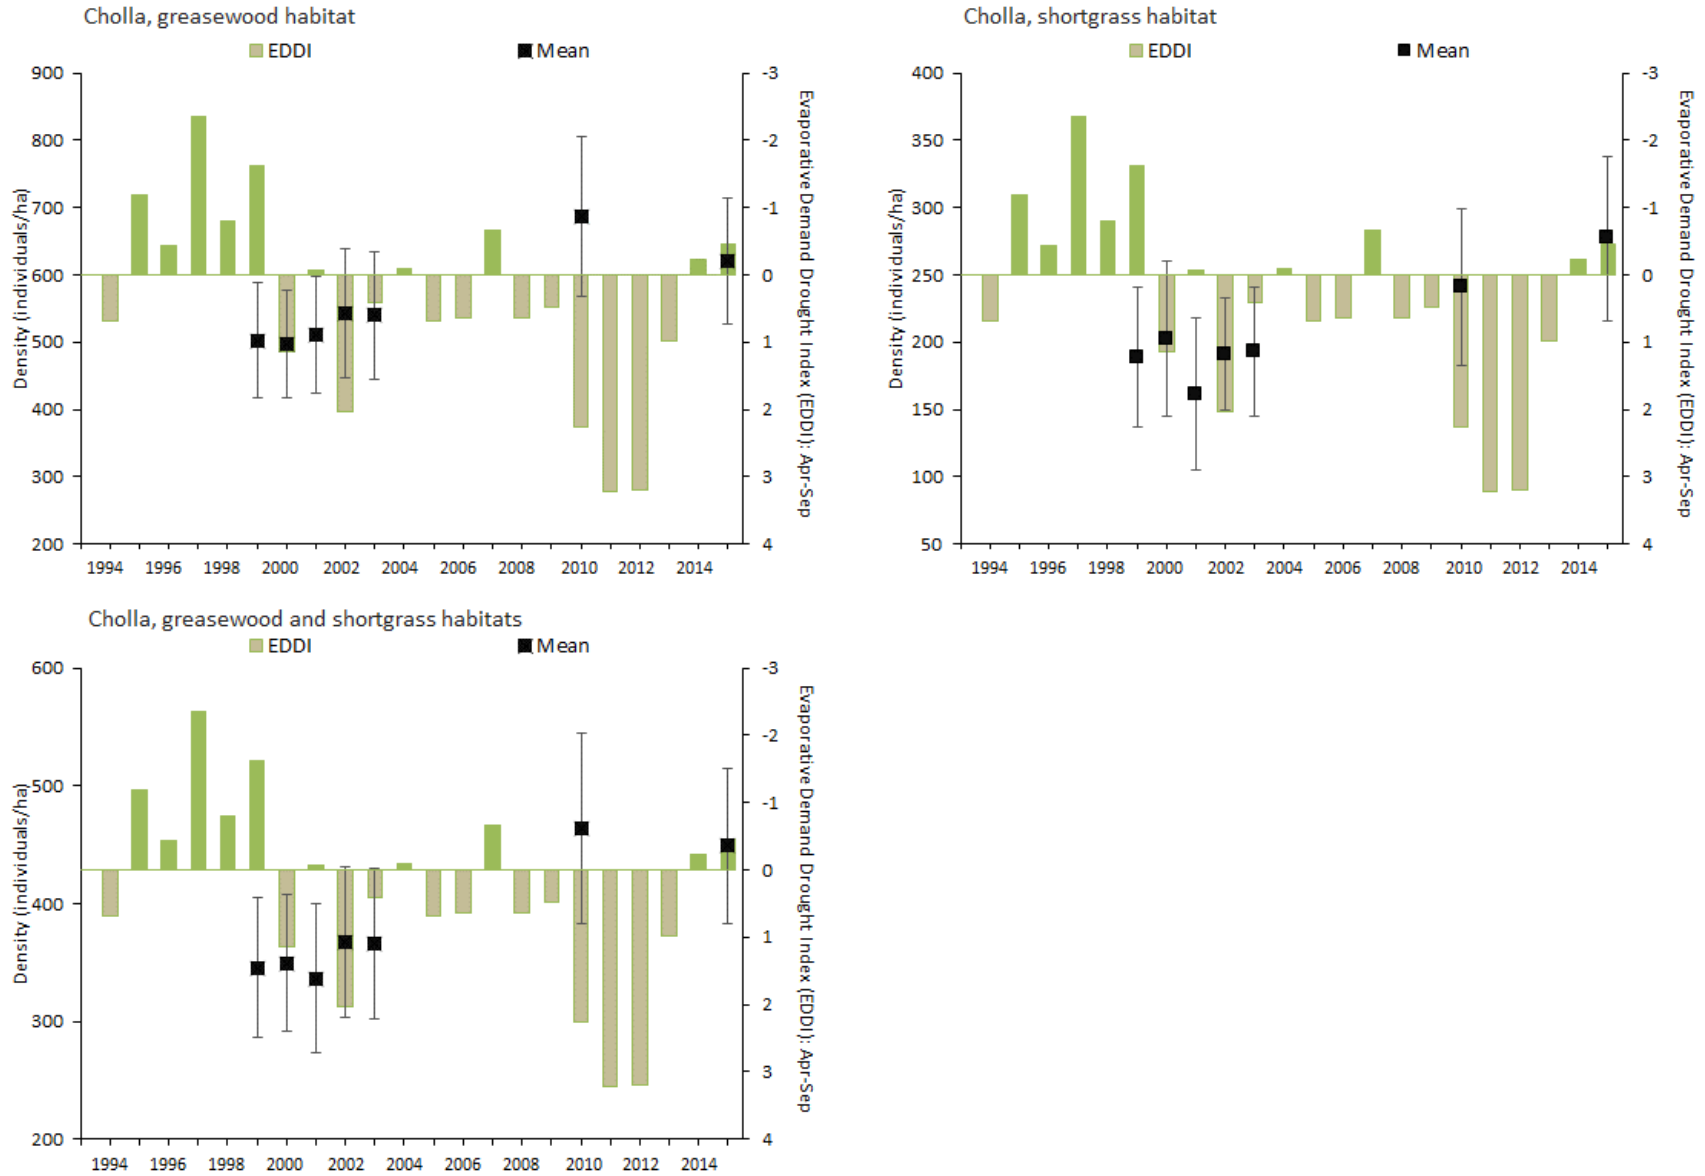 Cholla, greasewood habitat
EDDI
Mean
900
800
700
600
500
400
300
200
Density (individuals/ha)
-3
-2
-1
0
1
2
3
4
Evaporative Demand Drought Index (EDDI): Apr-Sep
1994 1996 1998 2000 2002 2004 2006 2008 2010 2012 2014
Cholla, shortgrass habitat
EDDI
Mean
400
350
300
250
200
150
100
50
Density (individuals/ha)
-3
-2
-1
0
1
2
3
4
Evaporative Demand Drought Index (EDDI): Apr-Sep
1994 1996 1998 2000 2002 2004 2006 2008 2010 2012 2014
Cholla, greasewood and shortgrass habitats
EDDI
Mean
600
500
400
300
200
Density (individuals/ha)
-3
-2
-1
0
1
2
3
4
Evaporative Demand Drought Index (EDDI): Apr-Sep
1994 1996 1998 2000 2002 2004 2006 2008 2010 2012 2014